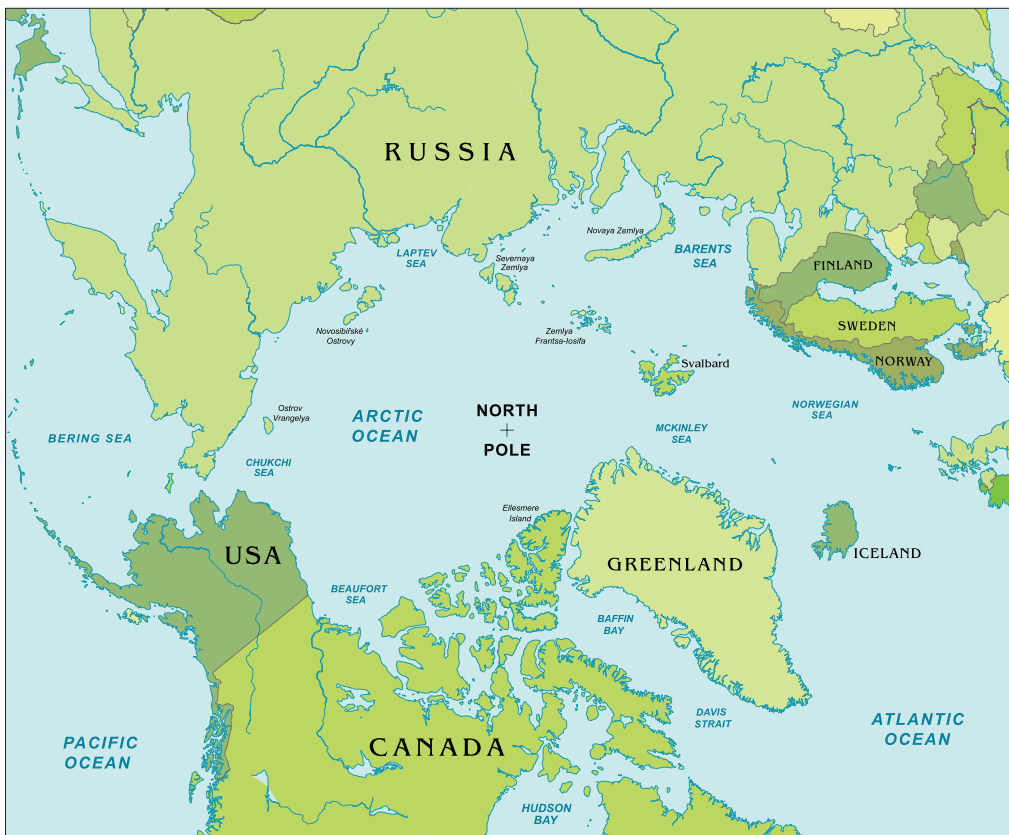 RUSSIA
Novaya Zemlya
LAPTEV
SEA
Severnaya
Zemlya
BARENTS
SEA
FINLAND
Novosibiřské
Ostrovy
Zemlya
Frantsa-Iosifa
SWEDEN
NORWAY
Svalbard
Ostrov
Vrangelya
ARCTIC
OCEAN
NORTH
POLE
NORWEGIAN
SEA
MCKINLEY
SEA
BERING SEA
CHUKCHI
SEA
Ellesmere
Island
USA
GREENLAND
ICELAND
BEAUFORT
SEA
BAFFIN
BAY
DAVIS
STRAIT
ATLANTIC
OCEAN
PACIFIC
OCEAN
CANADA
HUDSON
BAY